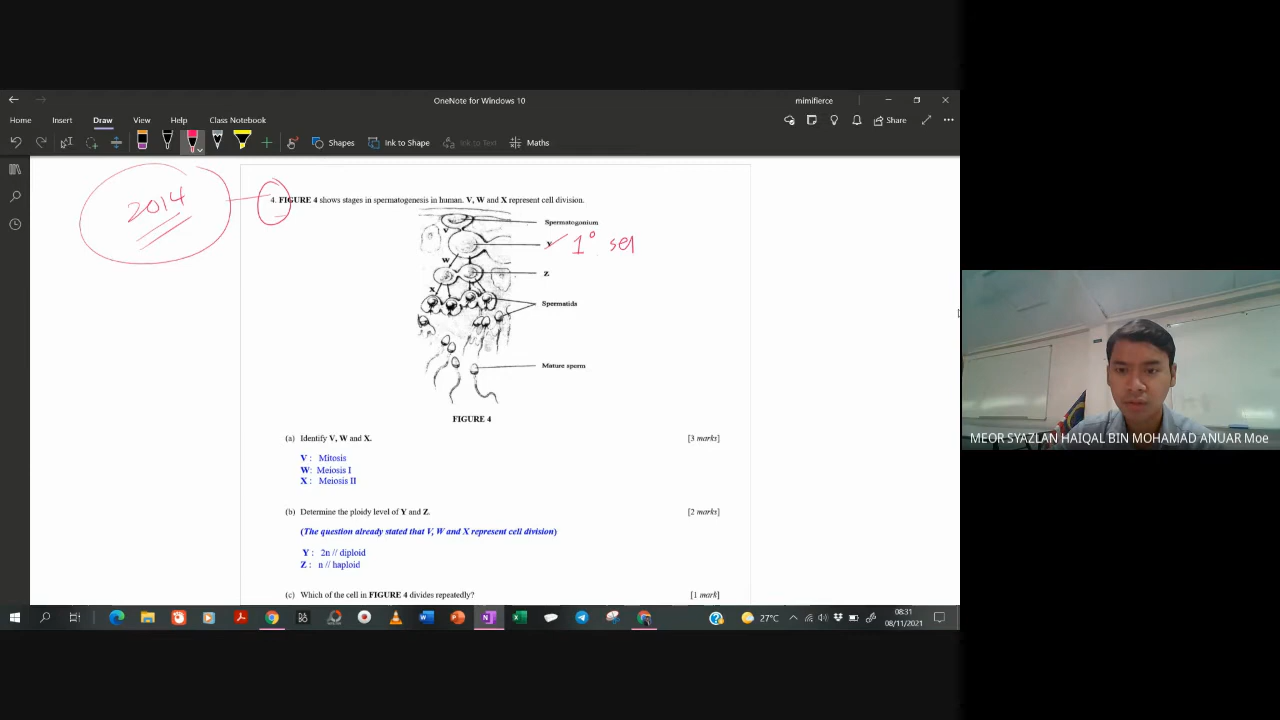 OneNote for Windows 10
mimifierce
Home Insert Draw View Help Class Notebook
Share
Shapes Ink to Shape Ink to Text Maths
2014
4. FIGURE 4 shows stages in spermatogenesis in human. V, W and X represent cell division.
Spermatogonium
V
Y 1° sel
W
Z
X
Spermatids
Mature sperm
FIGURE 4
(a) Identify V, W and X. [3 marks]
V : Mitosis
W: Meiosis I
X : Meiosis II
(b) Determine the ploidy level of Y and Z. [2 marks]
(The question already stated that V, W and X represent cell division)
Y : 2n // diploid
Z : n // haploid
(c) Which of the cell in FIGURE 4 divides repeatedly? [1 mark]
MEOR SYAZLAN HAIQAL BIN MOHAMAD ANUAR Moe
27°C
08:31
08/11/2021